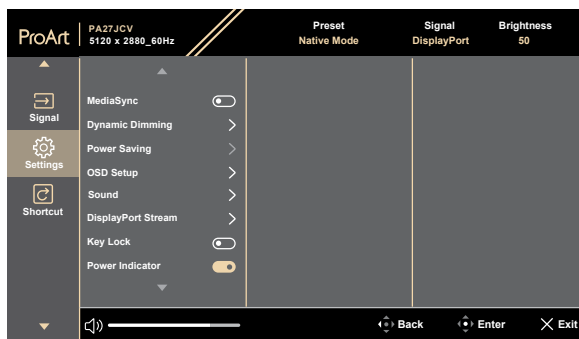 ProArt
PA27JCV
5120 x 2880_60Hz
Preset
Native Mode
Signal
DisplayPort
Brightness
50
Signal
Settings
Shortcut
MediaSync
Dynamic Dimming
Power Saving
OSD Setup
Sound
DisplayPort Stream
Key Lock
Power Indicator
Back
Enter
Exit